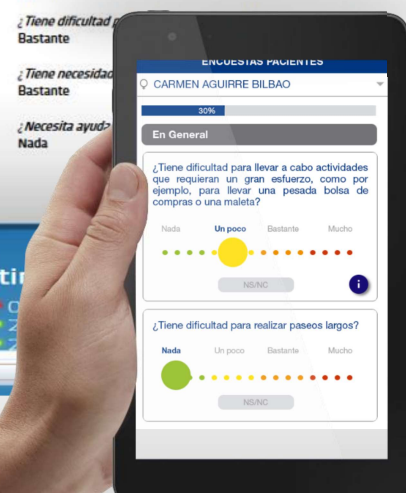 ¿Tiene dificultad
Bastante
¿Tiene necesidad
Bastante
¿Necesita ayuda
Nada
ENCUESTAS PACIENTES
CARMEN AGUIRRE BILBAO
30%
En General
¿Tiene dificultad para llevar a cabo actividades
que requieran un gran esfuerzo, como por
ejemplo, para llevar una pesada bolsa de
compras o una maleta?
Nada Un poco Bastante Mucho
NS/NC
i
¿Tiene dificultad para realizar paseos largos?
Nada Un poco Bastante Mucho
NS/NC